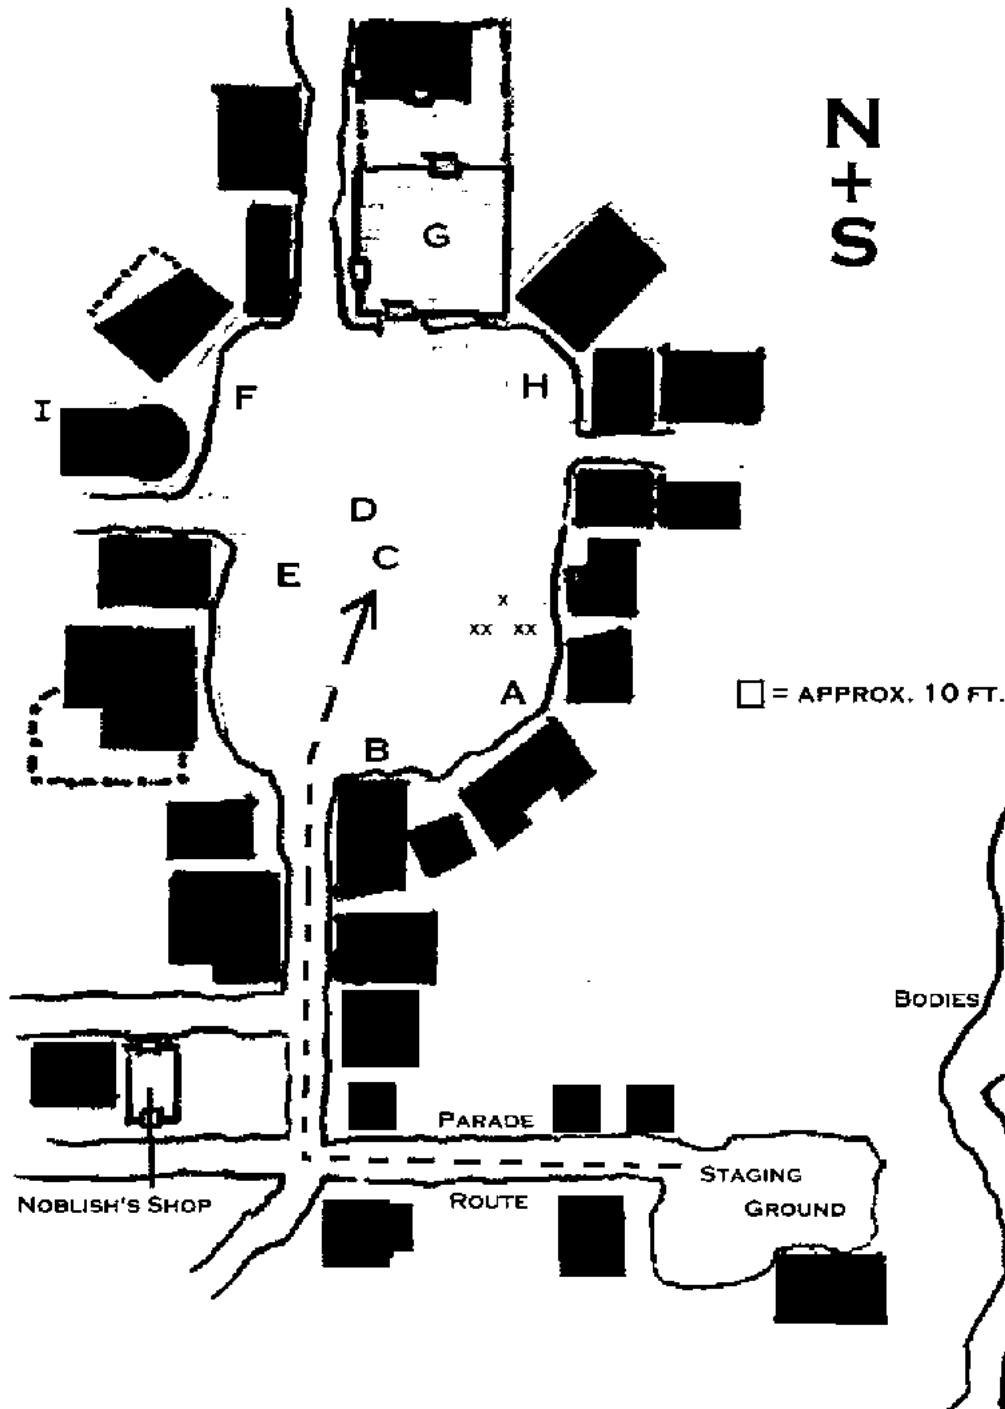 N
+
S
G
H
F
I
D
C
E
x
xx xx
A
= APPROX. 10 FT.
B
BODIES
PARADE
STAGING
NOBLISH'S SHOP
ROUTE
GROUND